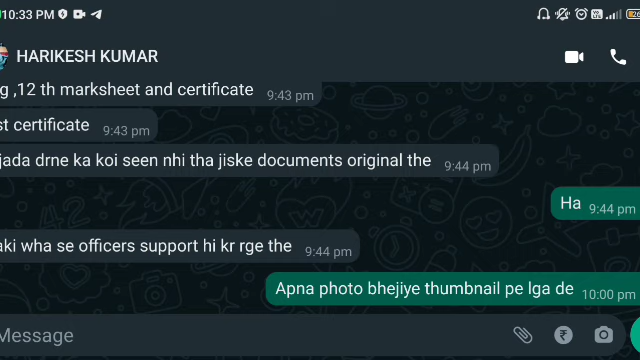 10:33 PM
HARIKESH KUMAR
g ,12 th marksheet and certificate 9:43 pm
st certificate 9:43 pm
jada drne ka koi seen nhi tha jiske documents original the 9:44 pm
Ha 9:44 pm
aki wha se officers support hi kr rge the 9:44 pm
Apna photo bhejiye thumbnail pe lga de 10:00 pm
Message